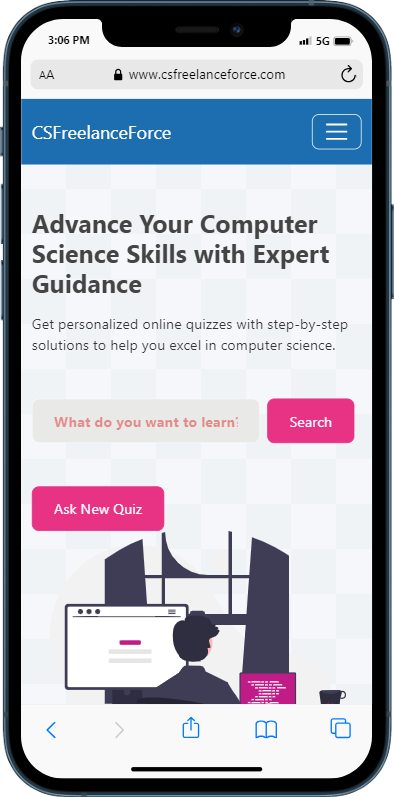 3:06 PM
5G
AA
www.csfreelanceforce.com
CSFreelanceForce
Advance Your Computer
Science Skills with Expert
Guidance
Get personalized online quizzes with step-by-step
solutions to help you excel in computer science.
What do you want to learn?
Search
Ask New Quiz